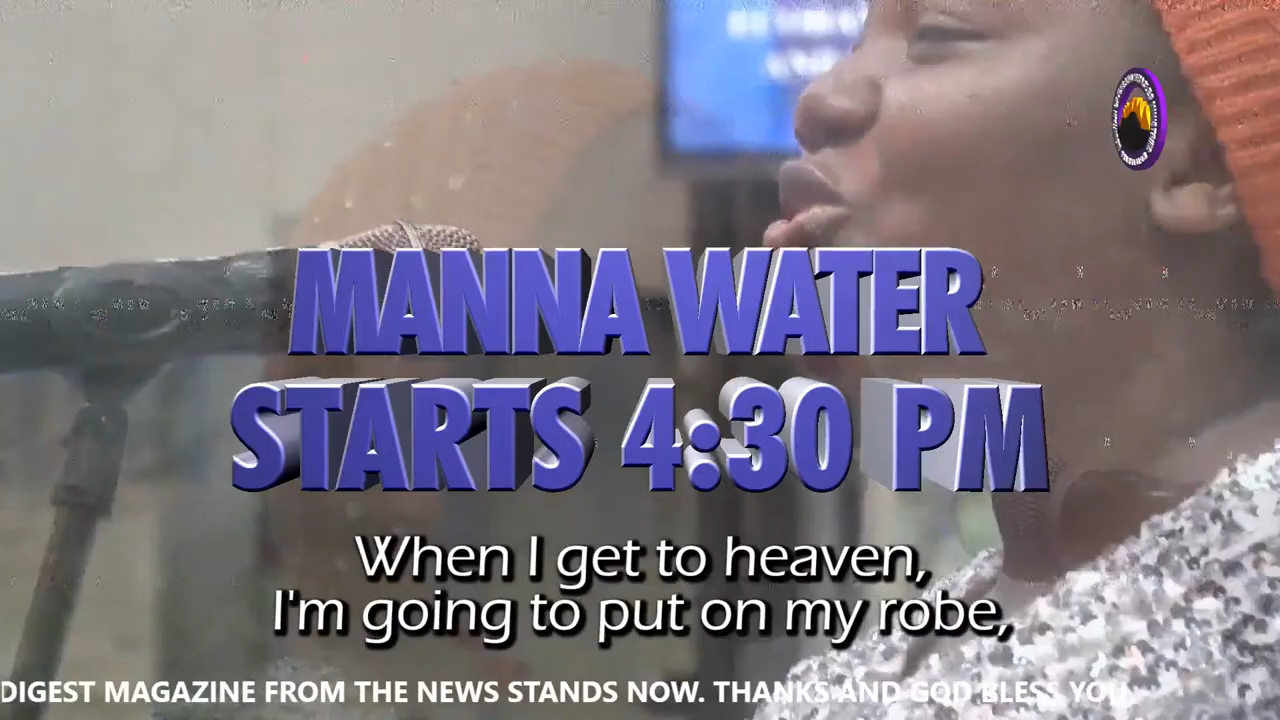 MANNA WATER
STARTS 4:30 PM
When I get to heaven,
I'm going to put on my robe,
DIGEST MAGAZINE FROM THE NEWS STANDS NOW. THANKS AND GOD BLESS YOU.